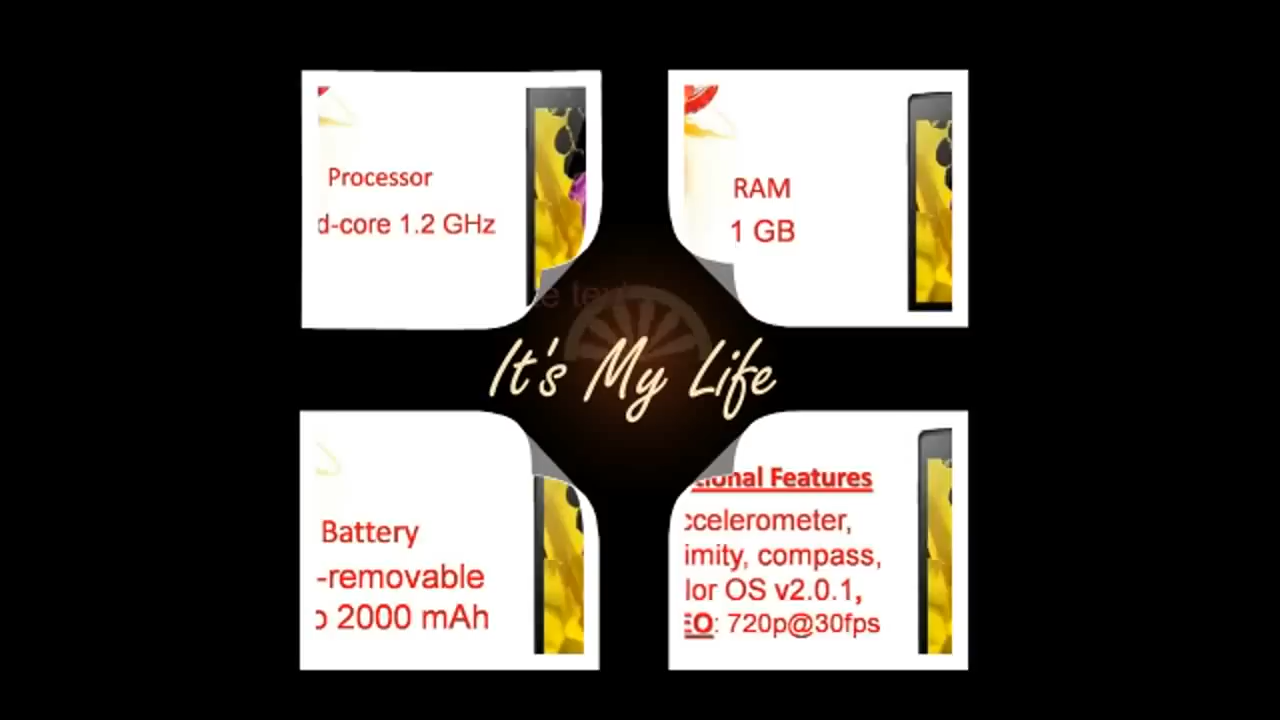 Processor
d-core 1.2 GHz
RAM
1 GB
It's My Life
Battery
-removable
o 2000 mAh
tional Features
ccelerometer,
imity, compass,
lor OS v2.0.1,
EO: 720p@30fps